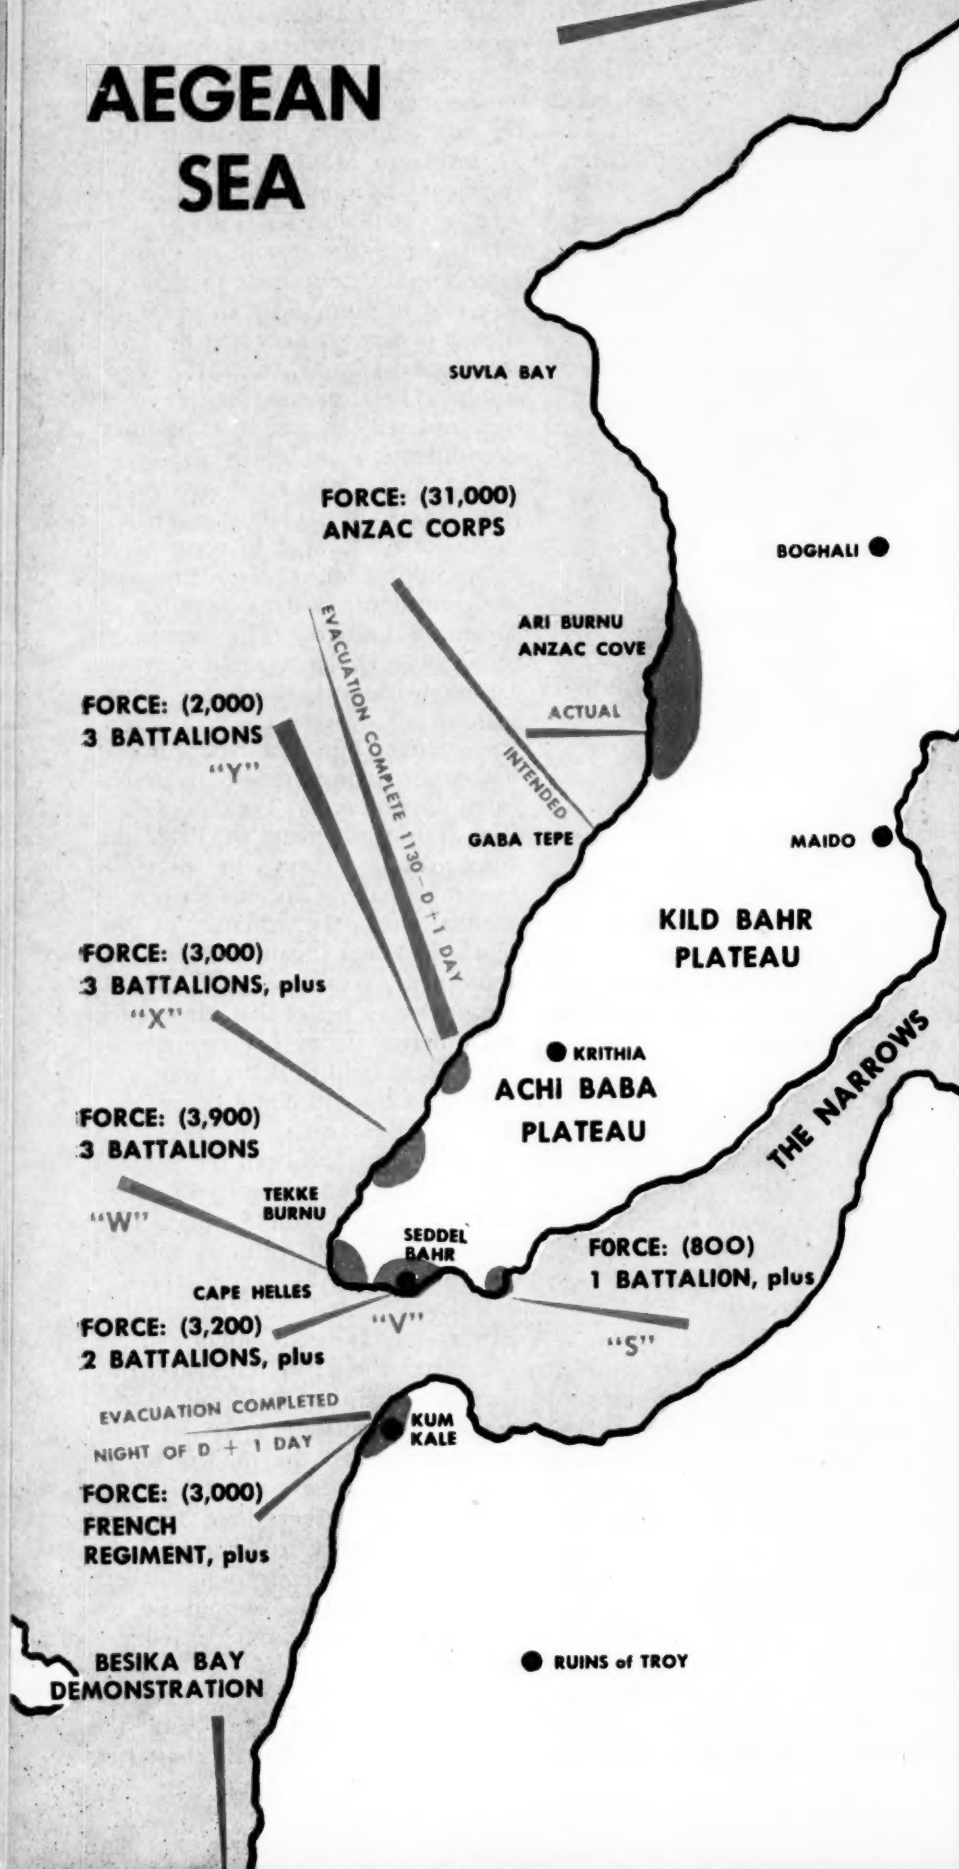 AEGEAN
SEA
SUVLA BAY
FORCE: (31,000)
ANZAC CORPS
BOGHALI
ARI BURNU
ANZAC COVE
EVACUATION COMPLETE 1130 - D + 1 DAY
ACTUAL
INTENDED
FORCE: (2,000)
3 BATTALIONS
"Y"
GABA TEPE
MAIDO
KILD BAHR
PLATEAU
FORCE: (3,000)
3 BATTALIONS, plus
"X"
KRITHIA
ACHI BABA
PLATEAU
THE NARROWS
FORCE: (3,900)
3 BATTALIONS
"W"
TEKKE
BURNU
SEDDEL
BAHR
FORCE: (800)
1 BATTALION, plus
"S"
CAPE HELLES
"V"
FORCE: (3,200)
2 BATTALIONS, plus
EVACUATION COMPLETED
NIGHT OF D + 1 DAY
KUM
KALE
FORCE: (3,000)
FRENCH
REGIMENT, plus
RUINS of TROY
BESIKA BAY
DEMONSTRATION